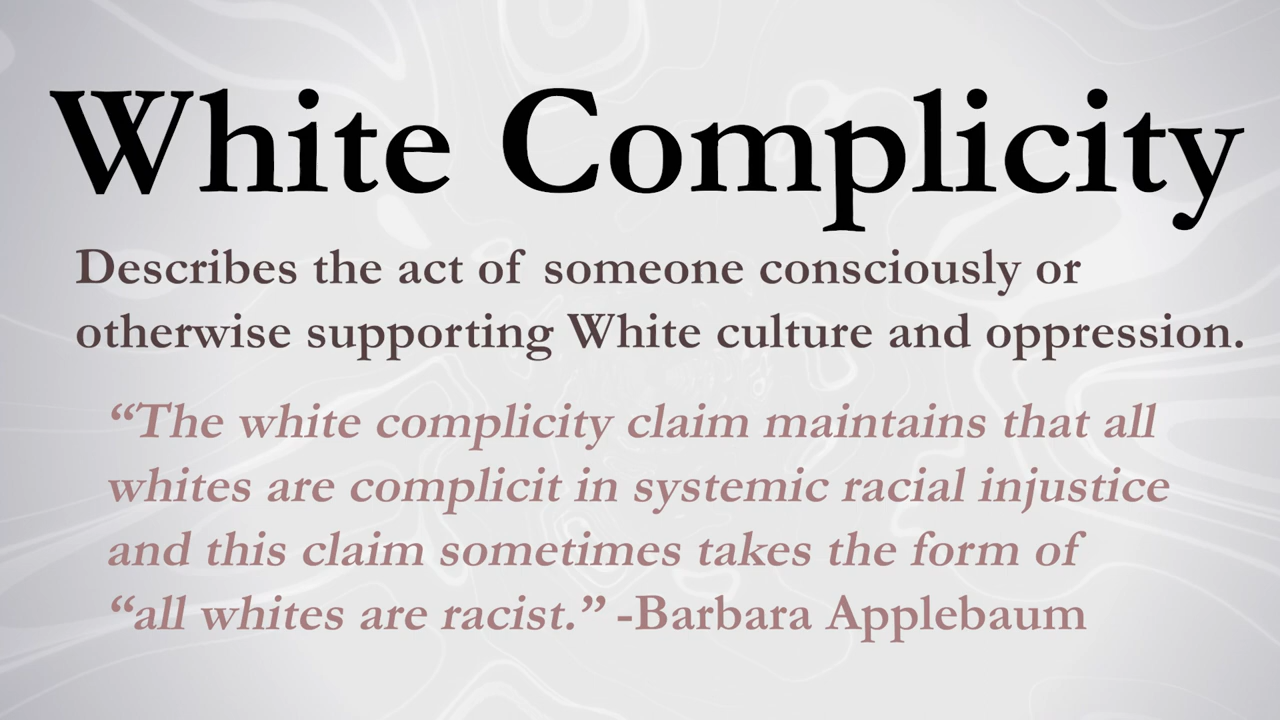 White Complicity
Describes the act of someone consciously or
otherwise supporting White culture and oppression.
“The white complicity claim maintains that all
whites are complicit in systemic racial injustice
and this claim sometimes takes the form of
“all whites are racist.” -Barbara Applebaum